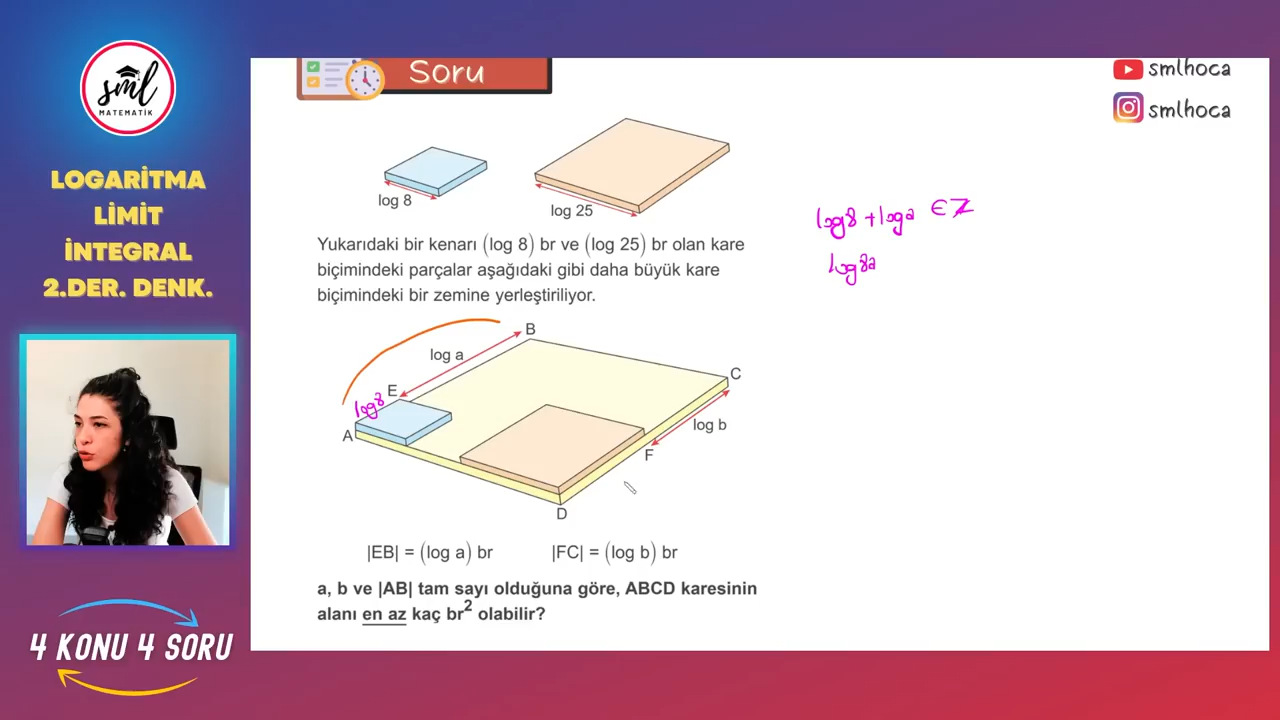 sml
MATEMATİK
LOGARİTMA
LİMİT
İNTEGRAL
2.DER. DENK.
4 KONU 4 SORU
Soru
smlhoca
smlhoca
log 8
log 25
Yukarıdaki bir kenarı (log 8) br ve (log 25) br olan kare
biçimindeki parçalar aşağıdaki gibi daha büyük kare
biçimindeki bir zemine yerleştiriliyor.
log8 + loga ∈ Z
log8a
B
log a
E
log8
A
C
log b
F
D
|EB| = (log a) br |FC| = (log b) br
a, b ve |AB| tam sayı olduğuna göre, ABCD karesinin
alanı en az kaç br² olabilir?